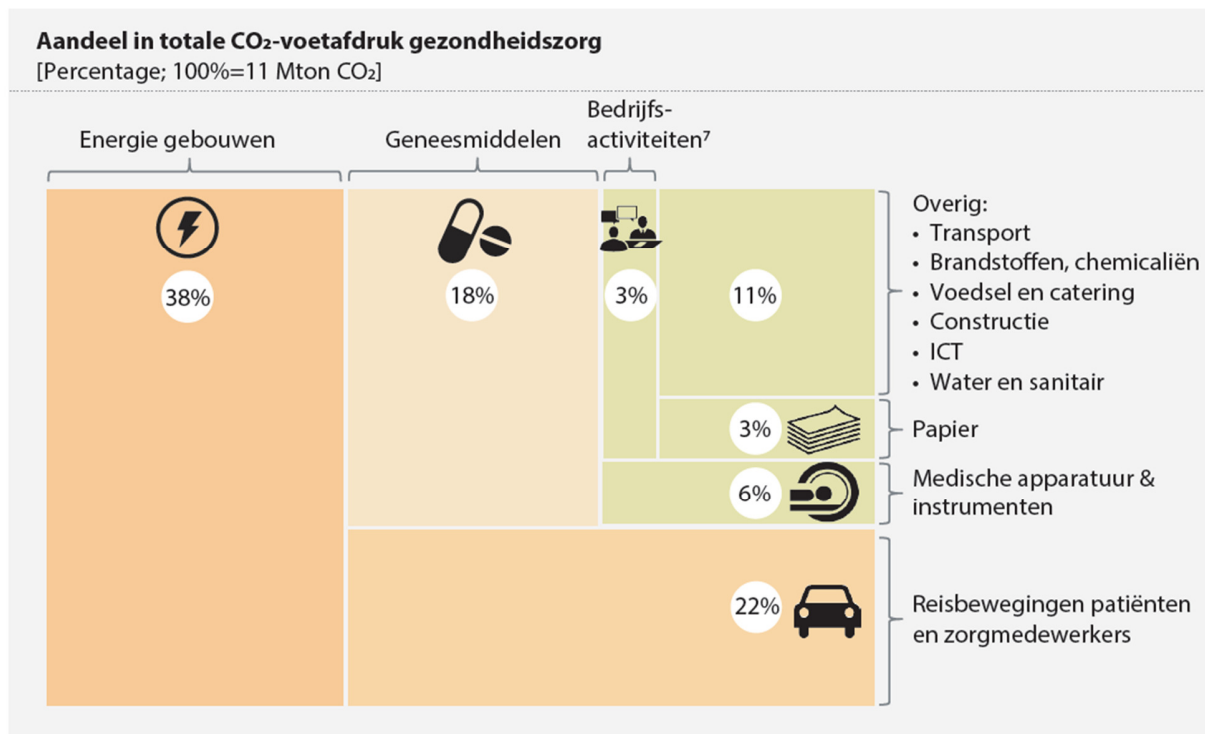 Aandeel in totale CO₂-voetafdruk gezondheidszorg
[Percentage; 100%=11 Mton CO₂]
Energie gebouwen
Geneesmiddelen
Bedrijfs-
activiteiten⁷
38%
18%
3%
11%
Overig:
• Transport
• Brandstoffen, chemicaliën
• Voedsel en catering
• Constructie
• ICT
• Water en sanitair
3%
Papier
6%
Medische apparatuur &
instrumenten
22%
Reisbewegingen patiënten
en zorgmedewerkers